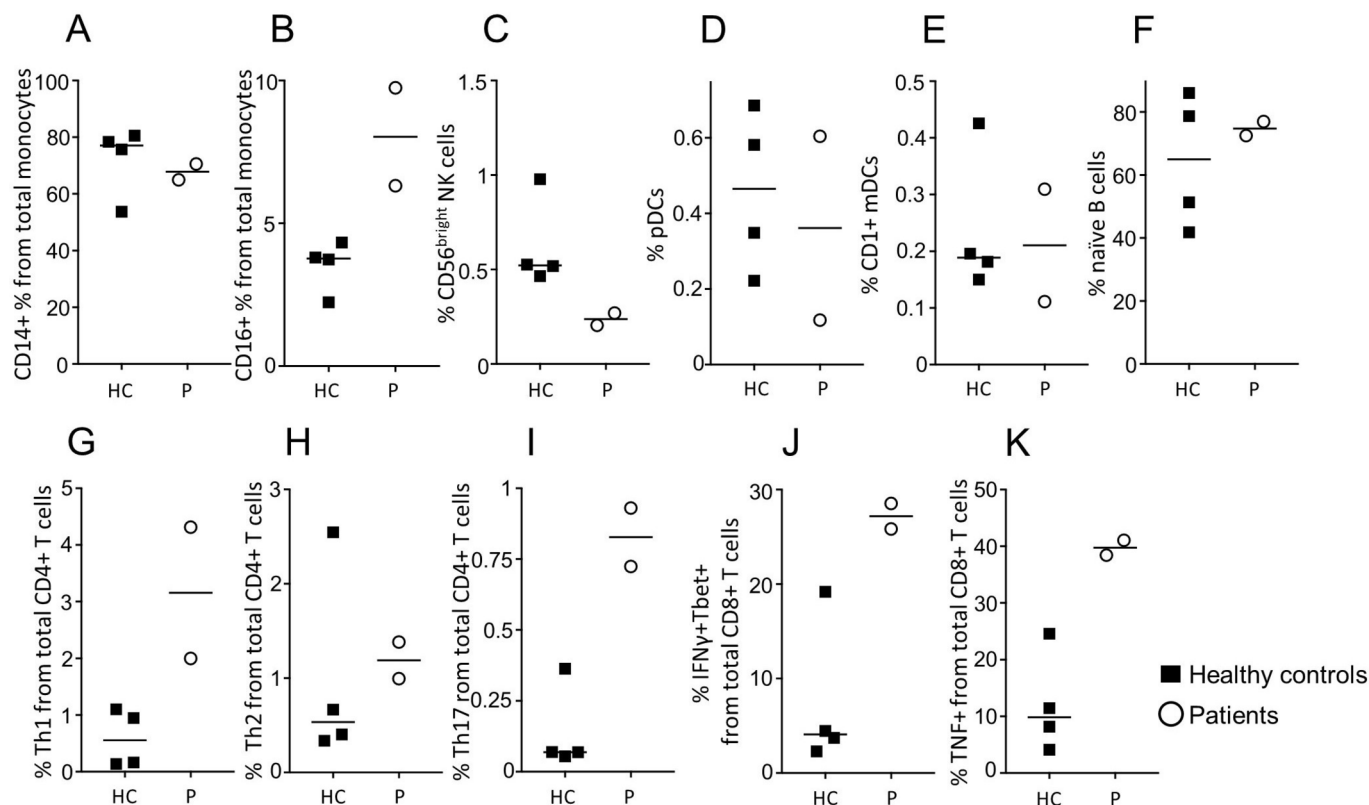 A
B
C
D
E
F
CD14+ % from total monocytes
100
80
60
40
20
0
HC
P
CD16+ % from total monocytes
10
5
0
HC
P
% CD56bright NK cells
1.5
1
0.5
0
HC
P
% pDCs
0.6
0.4
0.2
0
HC
P
% CD1+ mDCs
0.5
0.4
0.3
0.2
0.1
0
HC
P
% naïve B cells
80
60
40
20
0
HC
P
G
H
I
J
K
% Th1 from total CD4+ T cells
5
4
3
2
1
0
HC
P
% Th2 from total CD4+ T cells
3
2
1
0
HC
P
% Th17 rom total CD4+ T cells
1
0.75
0.5
0.25
0
HC
P
% IFNγ+Tbet+
from total CD8+ T cells
30
20
10
0
HC
P
% TNF+ from total CD8+ T cells
50
40
30
20
10
0
HC
P
Healthy controls
Patients